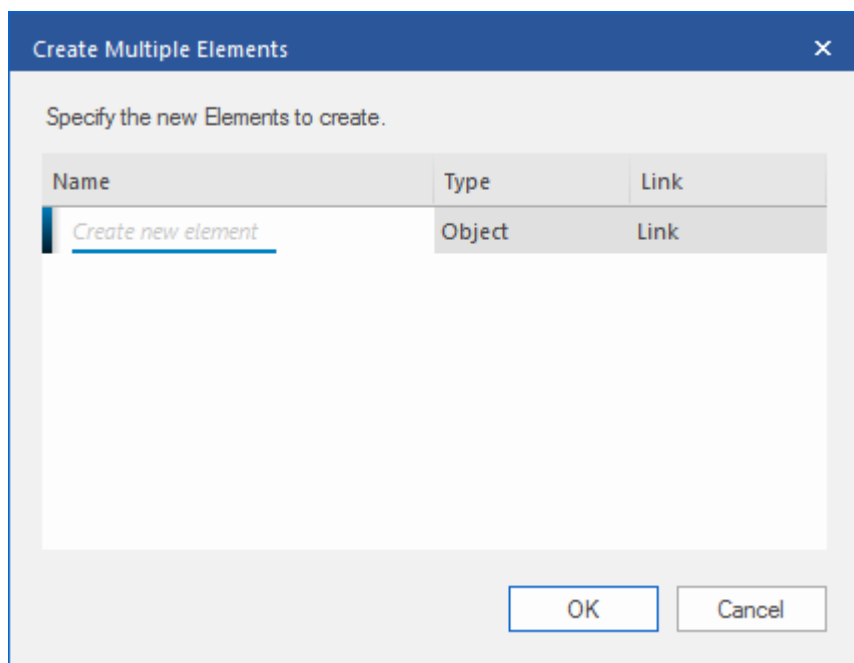 Create Multiple Elements
Specify the new Elements to create.
Name Type Link
Create new element Object Link
OK Cancel